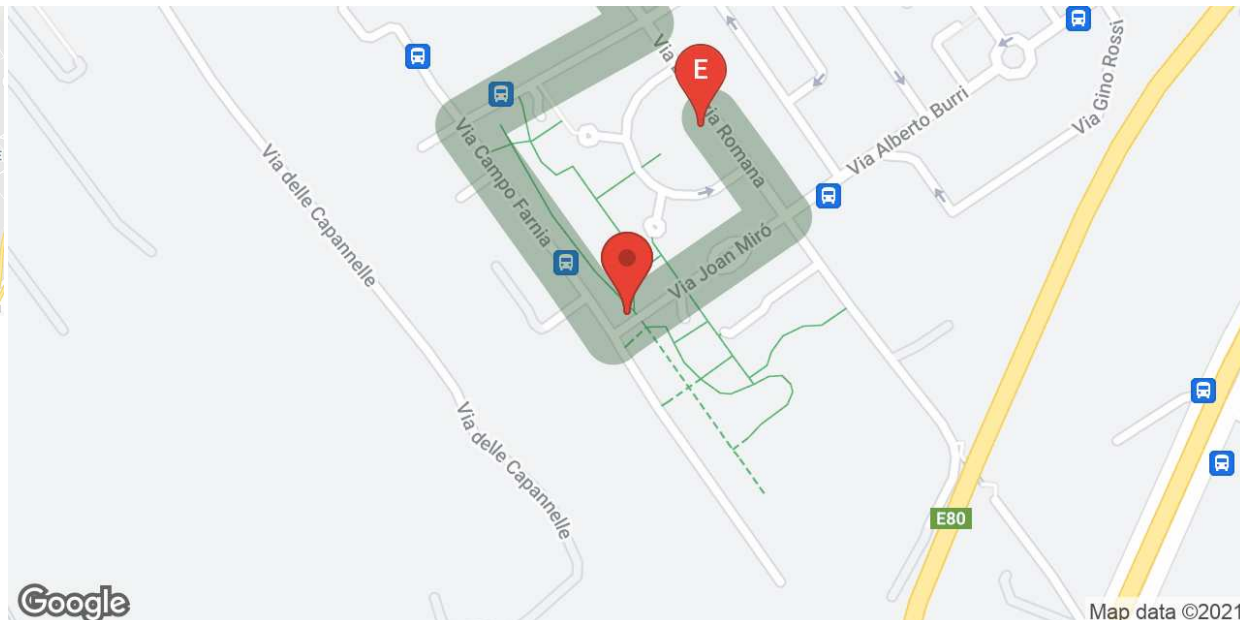 Via
E
Via Romana
Via Alberto Burri
Via Gino Rossi
Via Campo Farnia
Via delle Capannelle
Via Joan Miró
Via delle Capannelle
E80
Google
Map data ©2021